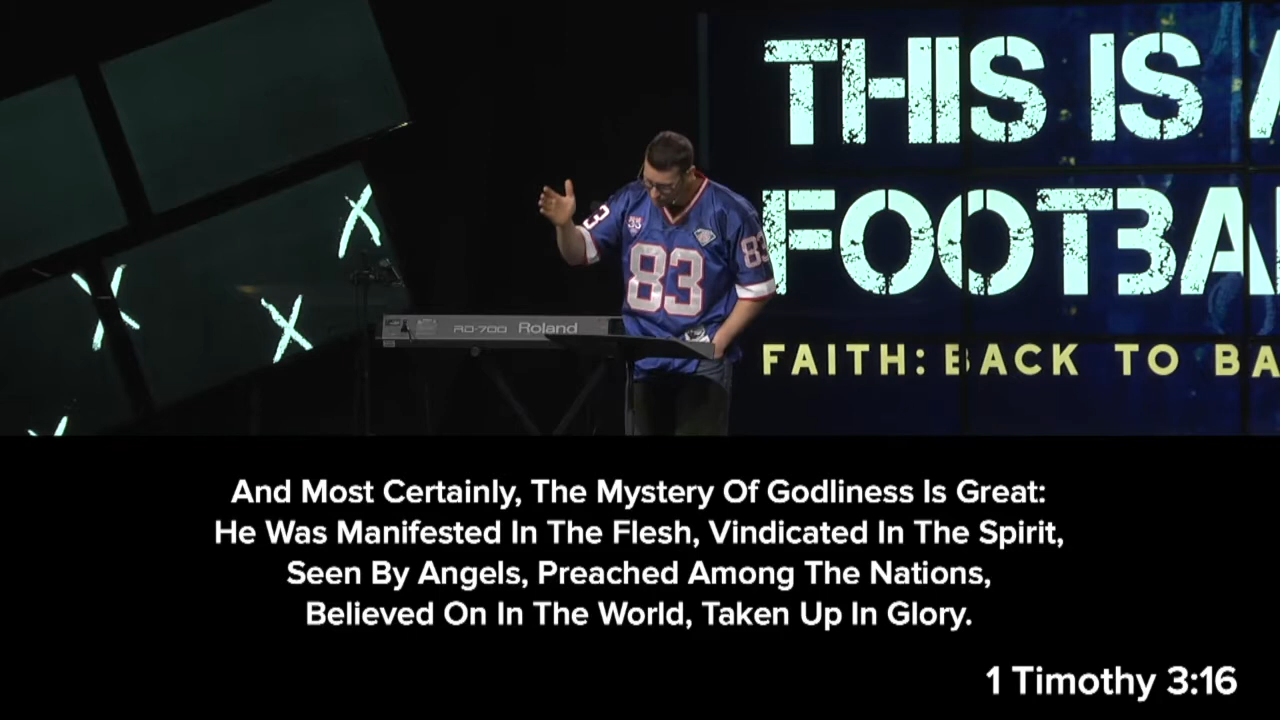 THIS IS
FOOTBA
FAITH: BACK TO BA
83
83
83
RD-700 Roland
And Most Certainly, The Mystery Of Godliness Is Great:
He Was Manifested In The Flesh, Vindicated In The Spirit,
Seen By Angels, Preached Among The Nations,
Believed On In The World, Taken Up In Glory.
1 Timothy 3:16